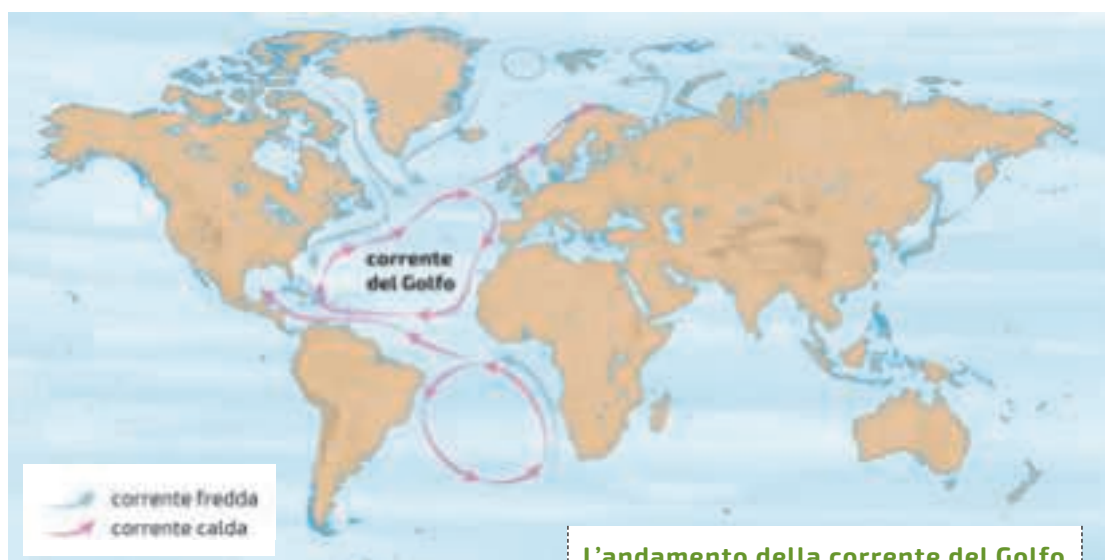 corrente
del Golfo
corrente fredda
corrente calda
L'andamento della corrente del Golfo